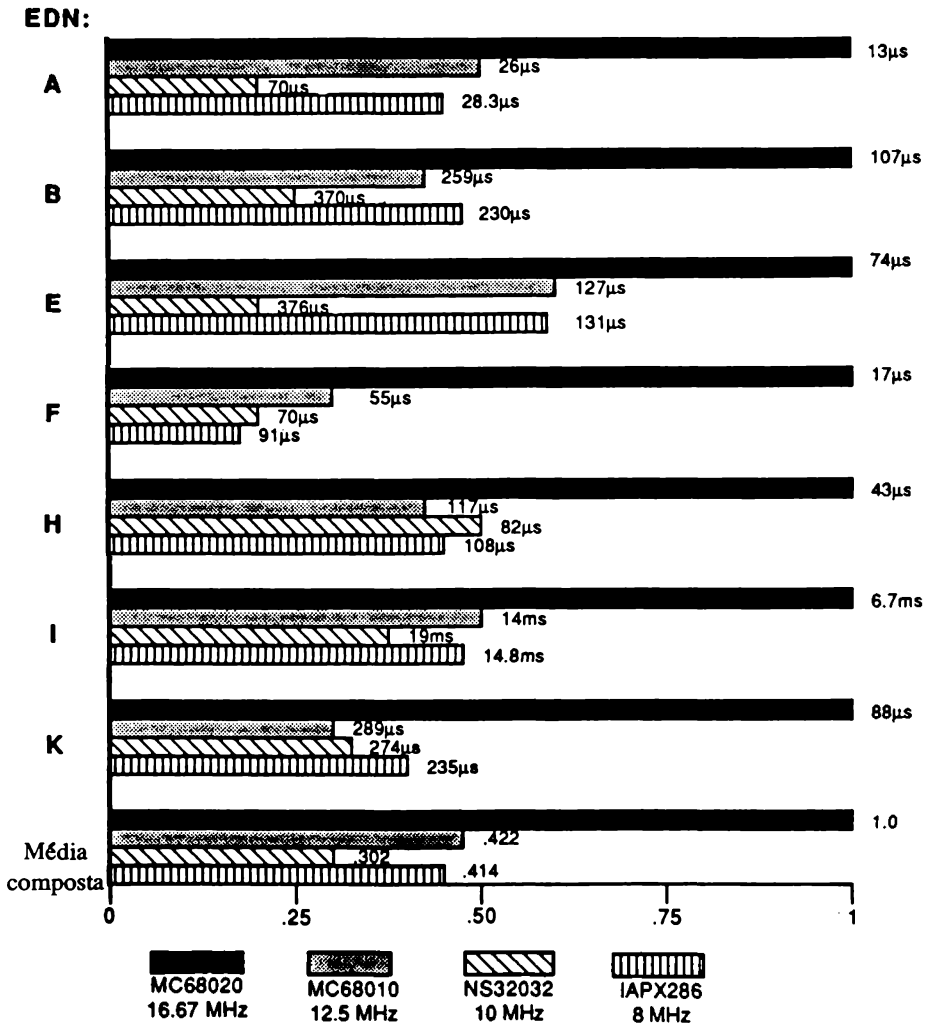 EDN:
13µs
A
26µs
70µs
28.3µs
107µs
B
259µs
370µs
230µs
74µs
E
127µs
376µs
131µs
17µs
F
55µs
70µs
91µs
43µs
H
117µs
82µs
108µs
6.7ms
I
14ms
19ms
14.8ms
88µs
K
289µs
274µs
235µs
1.0
Média
composta
.422
.302
.414
0 .25 .50 .75 1
MC68020 MC68010 NS32032 IAPX286
16.67 MHz 12.5 MHz 10 MHz 8 MHz